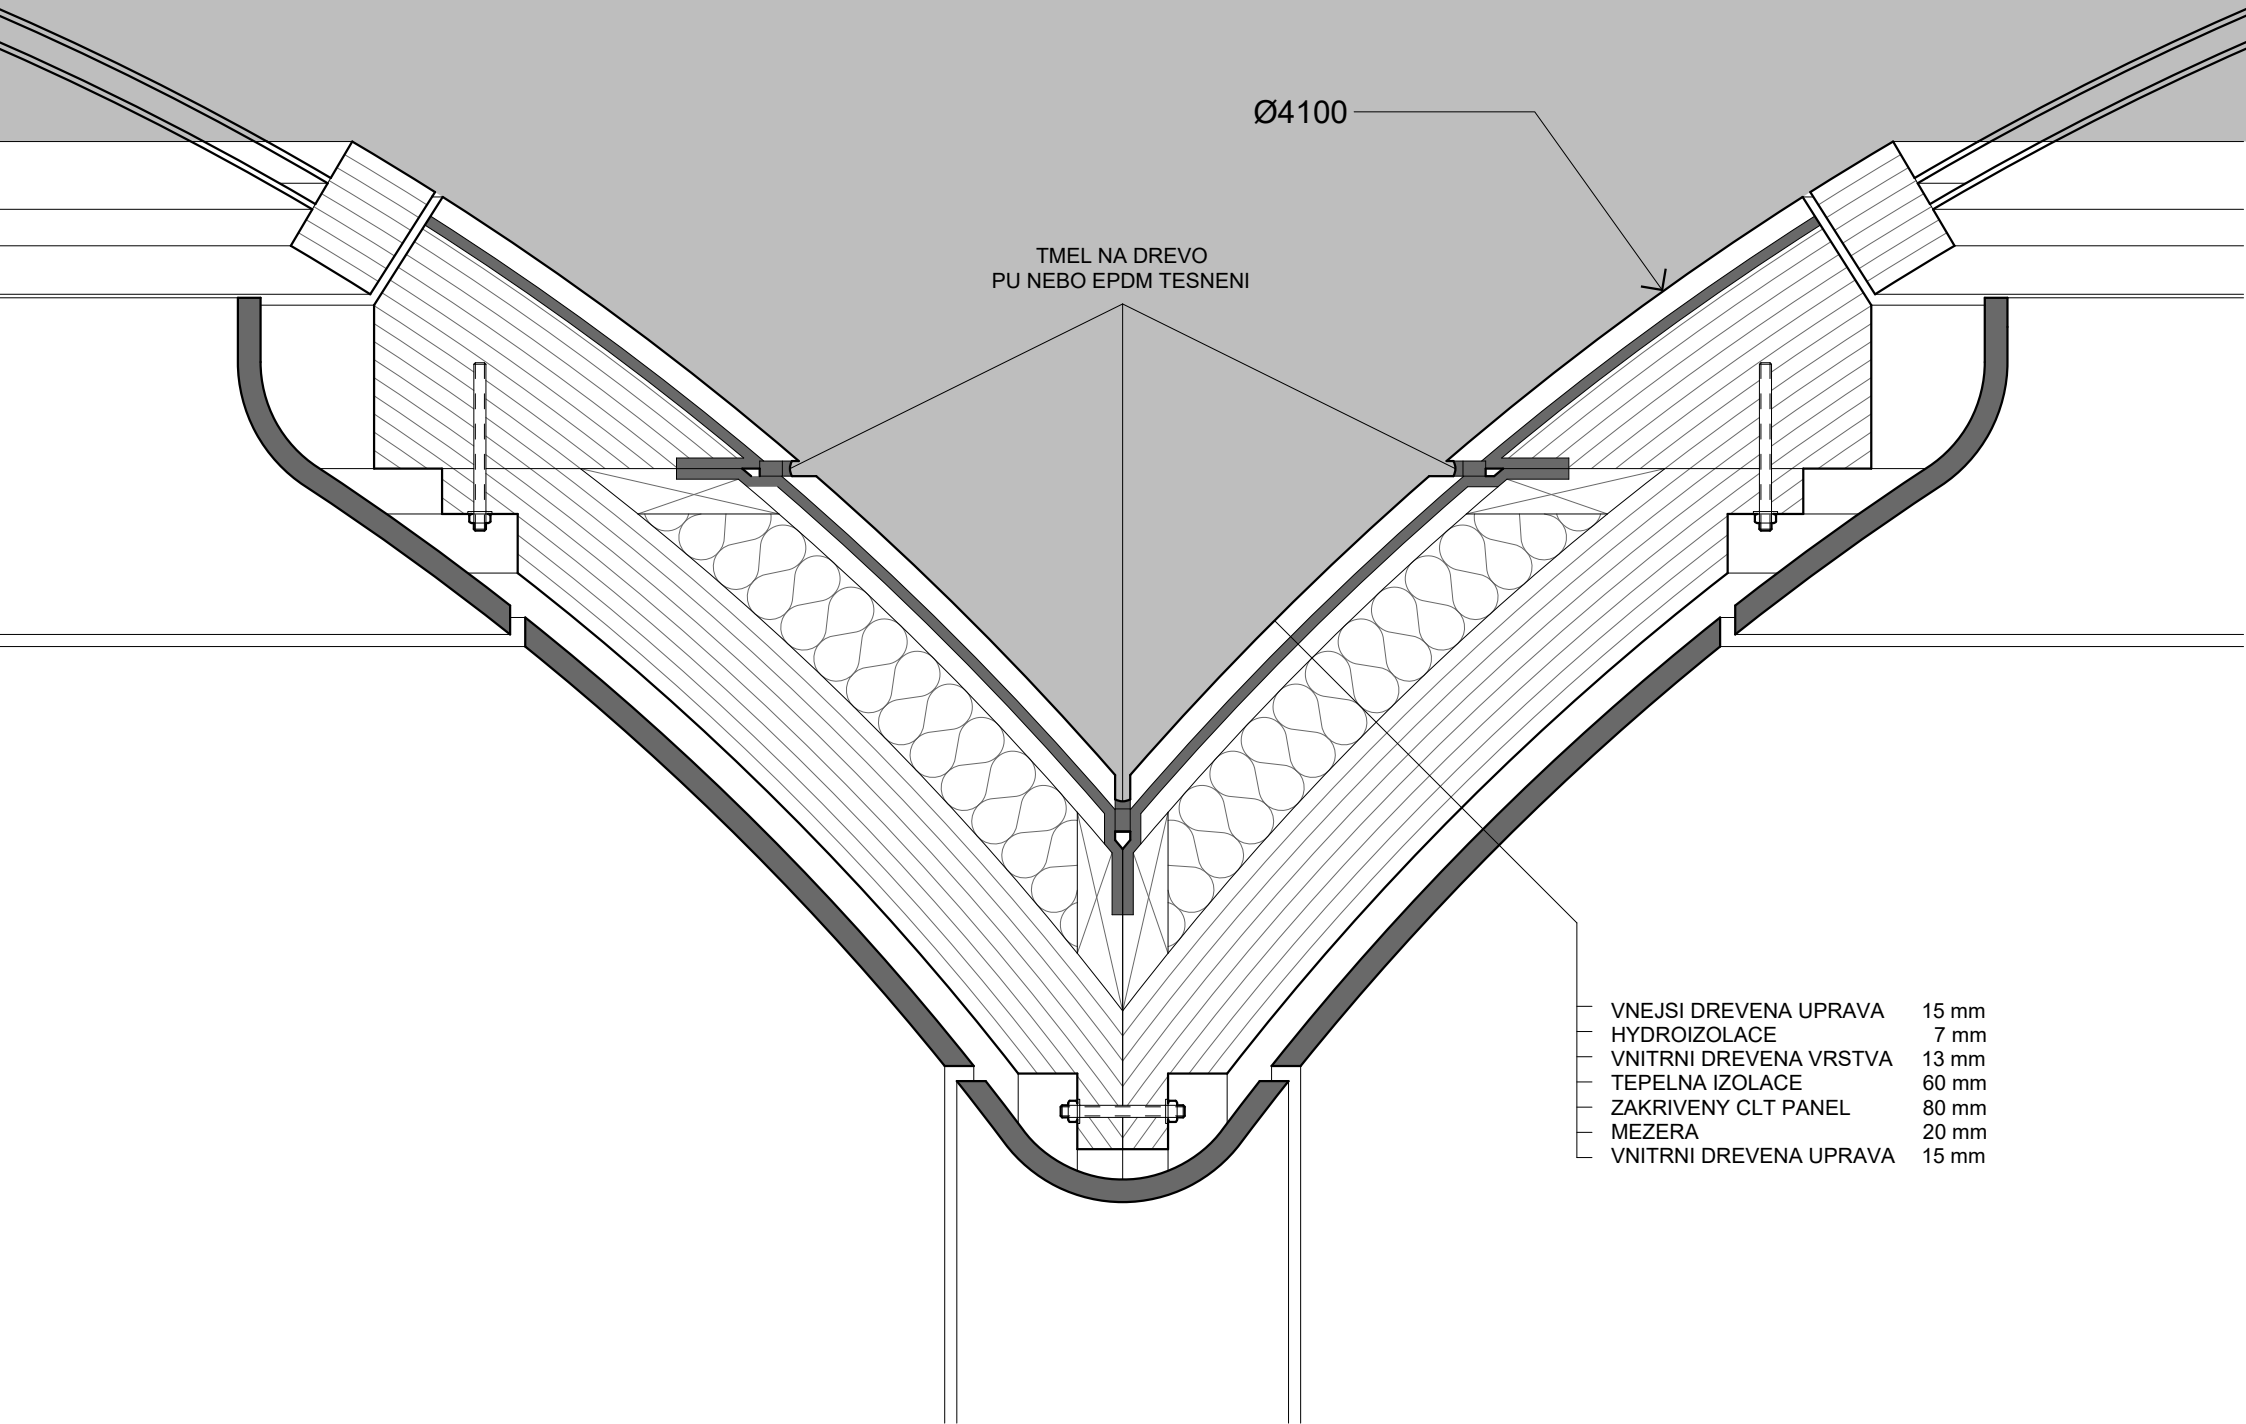 Ø4100
TMEL NA DREVO
PU NEBO EPDM TESNENI
VNEJSI DREVENA UPRAVA 15 mm
HYDROIZOLACE 7 mm
VNITRNI DREVENA VRSTVA 13 mm
TEPELNA IZOLACE 60 mm
ZAKRIVENY CLT PANEL 80 mm
MEZERA 20 mm
VNITRNI DREVENA UPRAVA 15 mm